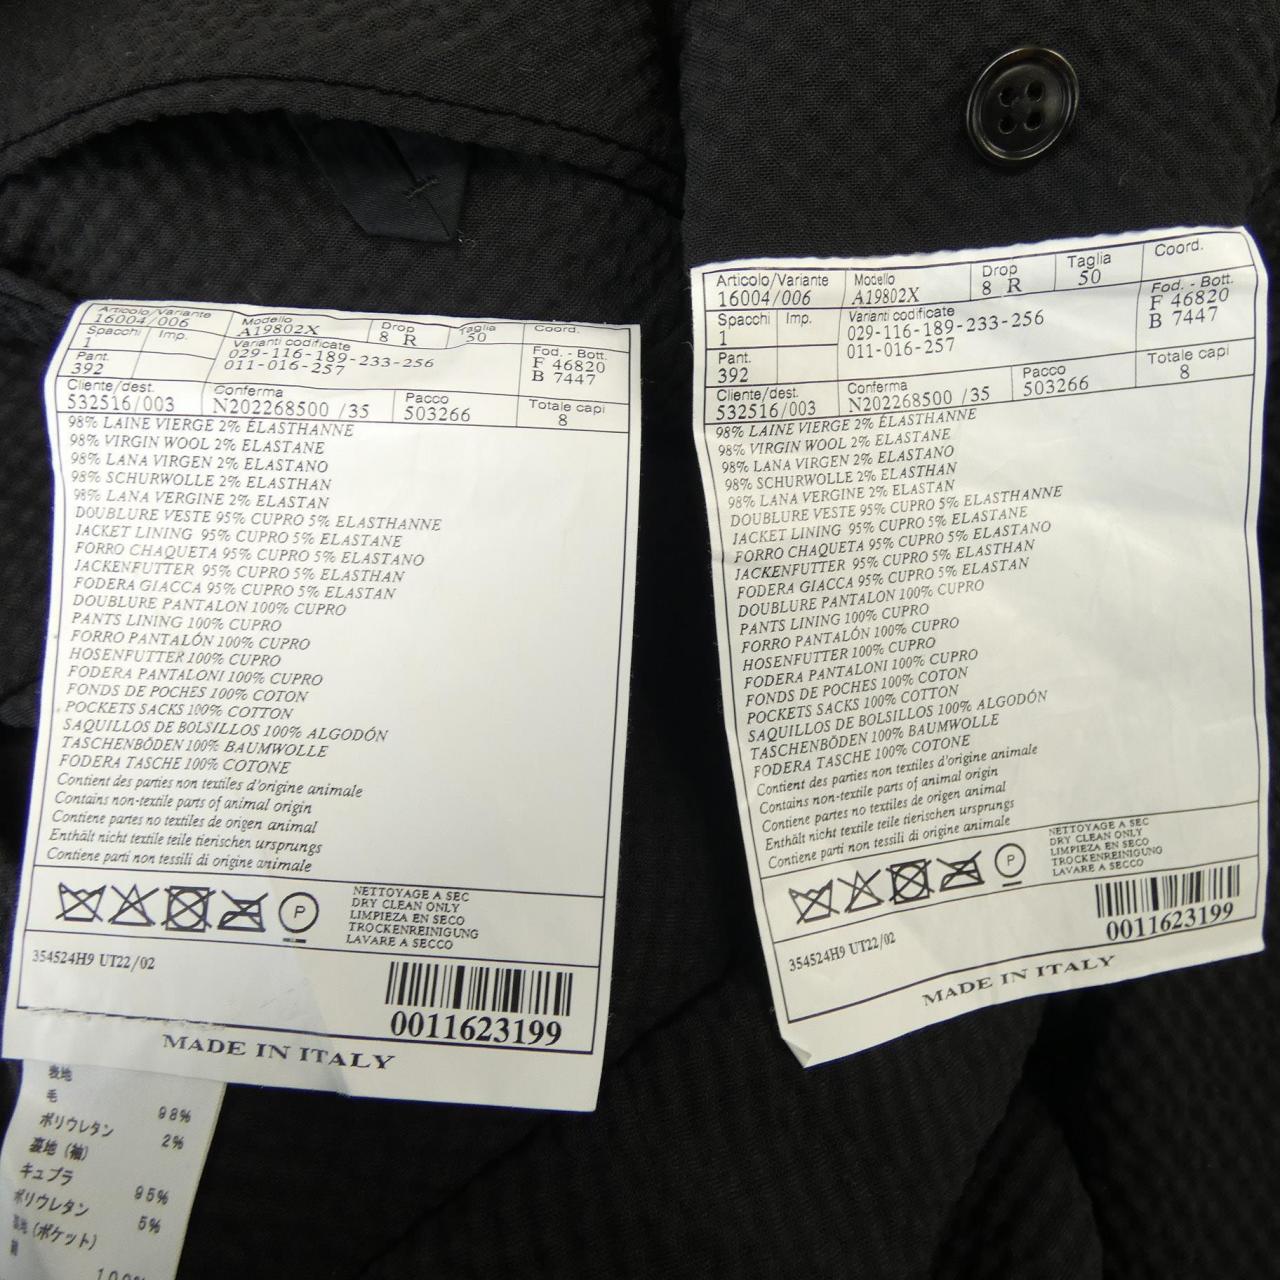 Articolo/Variante Modello Drop Taglia Coord.
16004/006 A19802X 8 R 50
Spacchi Imp. Varianti codificate Fod. - Bott.
1 029-116-189-233-256 F 46820
Pant. 011-016-257 B 7447
392
Cliente/dest. Conferma Pacco Totale capi
532516/003 N202268500 /35 503266 8
98% LAINE VIERGE 2% ÉLASTHANNE
98% VIRGIN WOOL 2% ELASTANE
98% LANA VIRGEN 2% ELASTANO
98% SCHURWOLLE 2% ELASTHAN
98% LANA VERGINE 2% ELASTAN
DOUBLURE VESTE 95% CUPRO 5% ELASTHANNE
JACKET LINING 95% CUPRO 5% ELASTANE
FORRO CHAQUETA 95% CUPRO 5% ELASTANO
JACKENFUTTER 95% CUPRO 5% ELASTHAN
FODERA GIACCA 95% CUPRO 5% ELASTAN
DOUBLURE PANTALON 100% CUPRO
PANTS LINING 100% CUPRO
FORRO PANTALÓN 100% CUPRO
HOSENFUTTER 100% CUPRO
FODERA PANTALONI 100% CUPRO
FONDS DE POCHES 100% COTON
POCKETS SACKS 100% COTTON
SAQUILLOS DE BOLSILLOS 100% ALGODÓN
TASCHENBÖDEN 100% BAUMWOLLE
FODERA TASCHE 100% COTONE
Contient des parties non textiles d'origine animale
Contains non-textile parts of animal origin
Contiene partes no textiles de origen animal
Enthält nicht textile teile tierischen ursprungs
Contiene parti non tessili di origine animale
P
NETTOYAGE A SEC
DRY CLEAN ONLY
LIMPIEZA EN SECO
TROCKENREINIGUNG
LAVARE A SECCO
354524H9 UT22/02
0011623199
MADE IN ITALY
表地
毛 98%
ポリウレタン 2%
裏地(袖)
キュプラ 95%
ポリウレタン 5%
(ポケット)
100%
Articolo/Variante Modello Drop Taglia Coord.
16004/006 A19802X 8 R 50
Spacchi Imp. Varianti codificate Fod. - Bott.
1 029-116-189-233-256 F 46820
Pant. 011-016-257 B 7447
392
Cliente/dest. Conferma Pacco Totale capi
532516/003 N202268500 /35 503266 8
98% LAINE VIERGE 2% ÉLASTHANNE
98% VIRGIN WOOL 2% ELASTANE
98% LANA VIRGEN 2% ELASTANO
98% SCHURWOLLE 2% ELASTHAN
98% LANA VERGINE 2% ELASTAN
DOUBLURE VESTE 95% CUPRO 5% ELASTHANNE
JACKET LINING 95% CUPRO 5% ELASTANE
FORRO CHAQUETA 95% CUPRO 5% ELASTANO
JACKENFUTTER 95% CUPRO 5% ELASTHAN
FODERA GIACCA 95% CUPRO 5% ELASTAN
DOUBLURE PANTALON 100% CUPRO
PANTS LINING 100% CUPRO
FORRO PANTALÓN 100% CUPRO
HOSENFUTTER 100% CUPRO
FODERA PANTALONI 100% CUPRO
FONDS DE POCHES 100% COTON
POCKETS SACKS 100% COTTON
SAQUILLOS DE BOLSILLOS 100% ALGODÓN
TASCHENBÖDEN 100% BAUMWOLLE
FODERA TASCHE 100% COTONE
Contient des parties non textiles d'origine animale
Contains non-textile parts of animal origin
Contiene partes no textiles de origen animal
Enthält nicht textile teile tierischen ursprungs
Contiene parti non tessili di origine animale
P
NETTOYAGE A SEC
DRY CLEAN ONLY
LIMPIEZA EN SECO
TROCKENREINIGUNG
LAVARE A SECCO
354524H9 UT22/02
0011623199
MADE IN ITALY